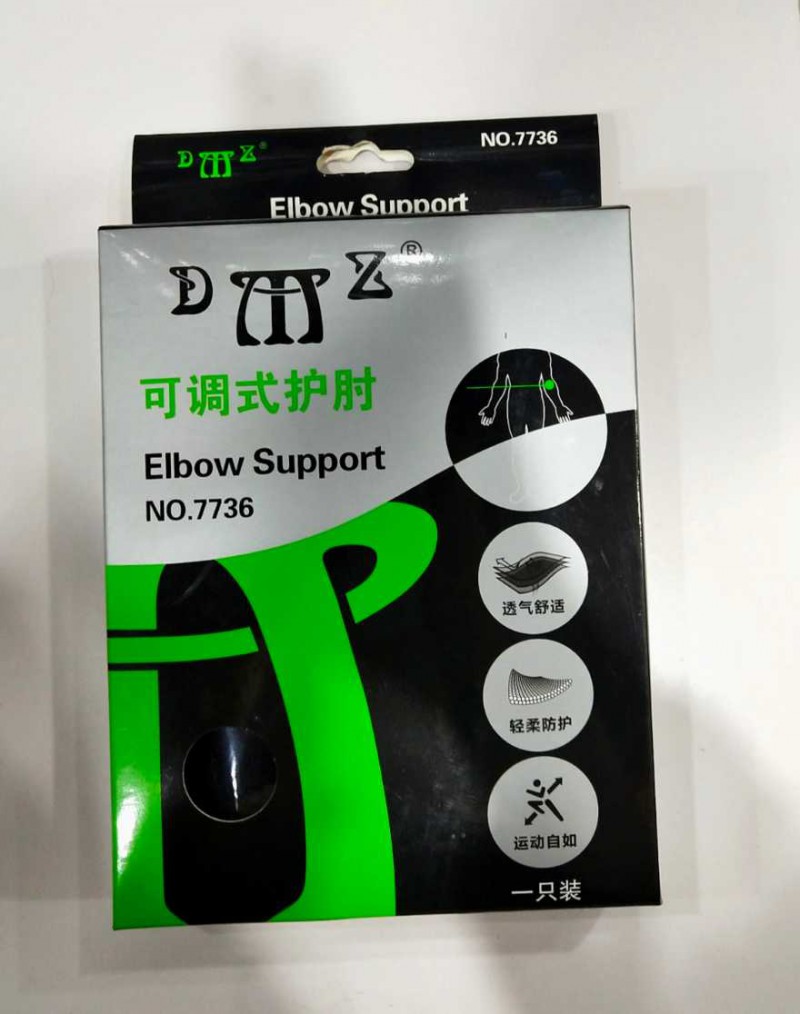 DMZ®
NO.7736
Elbow Support
DMZ®
可调式护肘
Elbow Support
NO.7736
透气舒适
轻柔防护
运动自如
一只装